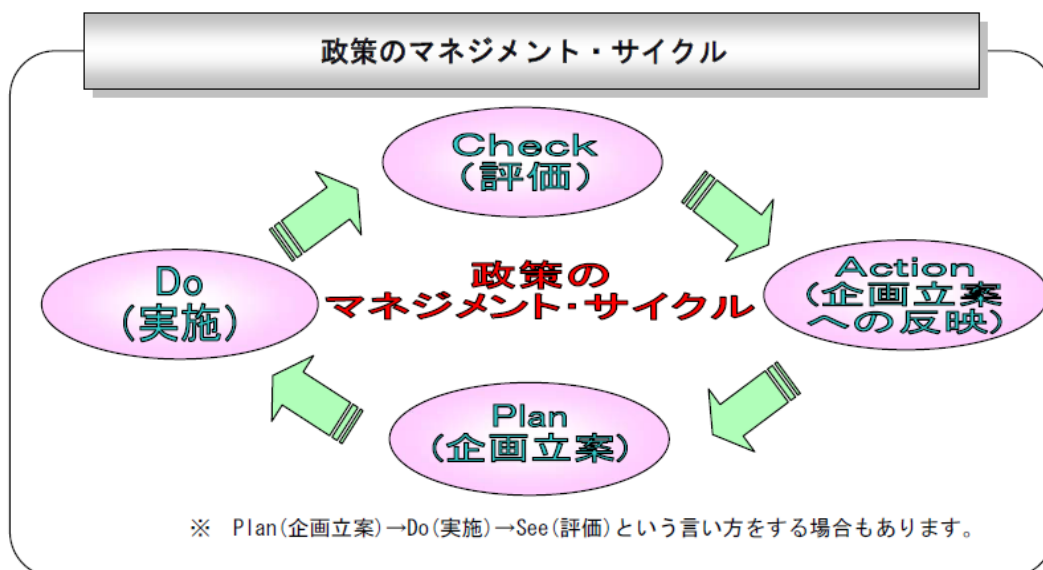 政策のマネジメント・サイクル
Check
(評価)
Do
(実施)
政策の
マネジメント・サイクル
Action
(企画立案
への反映)
Plan
(企画立案)
※ Plan(企画立案)→Do(実施)→See(評価)という言い方をする場合もあります。